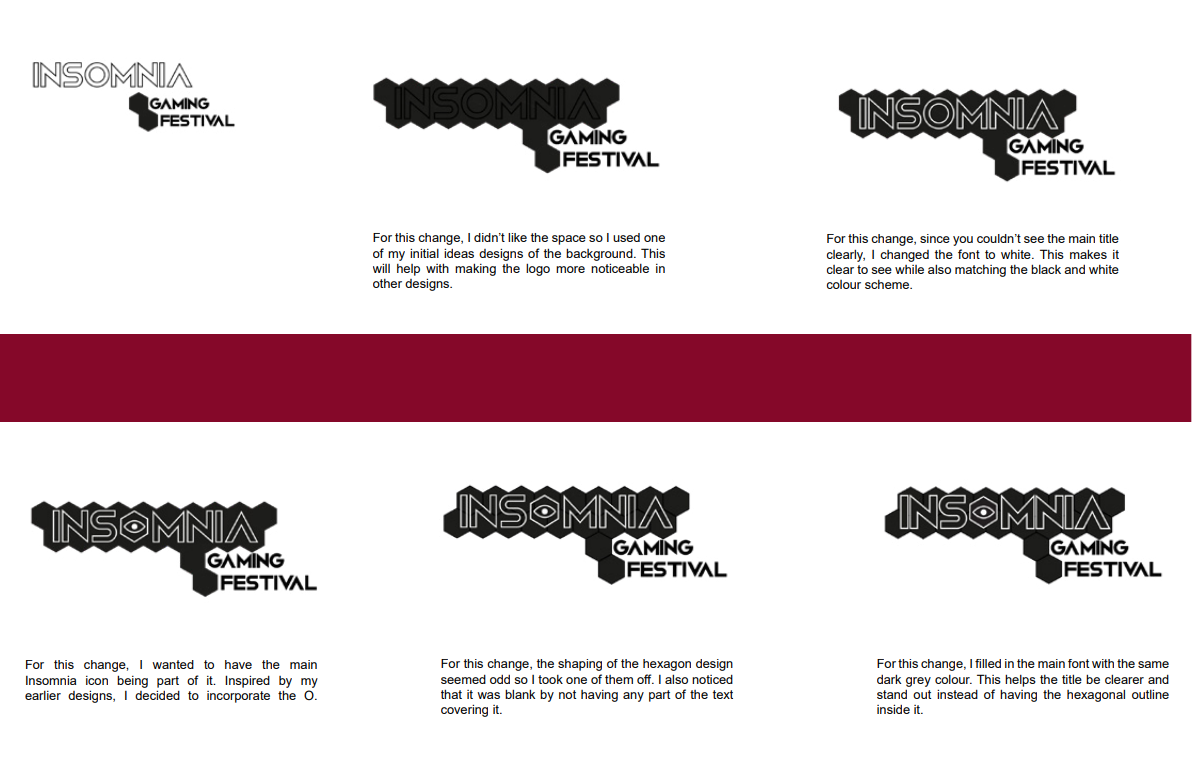 INSOMNIA
GAMING
FESTIVAL
INSOMNIA
GAMING
FESTIVAL
For this change, I didn't like the space so I used one
of my initial ideas designs of the background. This
will help with making the logo more noticeable in
other designs.
INSOMNIA
GAMING
FESTIVAL
For this change, since you couldn't see the main title
clearly, I changed the font to white. This makes it
clear to see while also matching the black and white
colour scheme.
INSOMNIA
GAMING
FESTIVAL
For this change, I wanted to have the main
Insomnia icon being part of it. Inspired by my
earlier designs, I decided to incorporate the O.
INSOMNIA
GAMING
FESTIVAL
For this change, the shaping of the hexagon design
seemed odd so I took one of them off. I also noticed
that it was blank by not having any part of the text
covering it.
INSOMNIA
GAMING
FESTIVAL
For this change, I filled in the main font with the same
dark grey colour. This helps the title be clearer and
stand out instead of having the hexagonal outline
inside it.